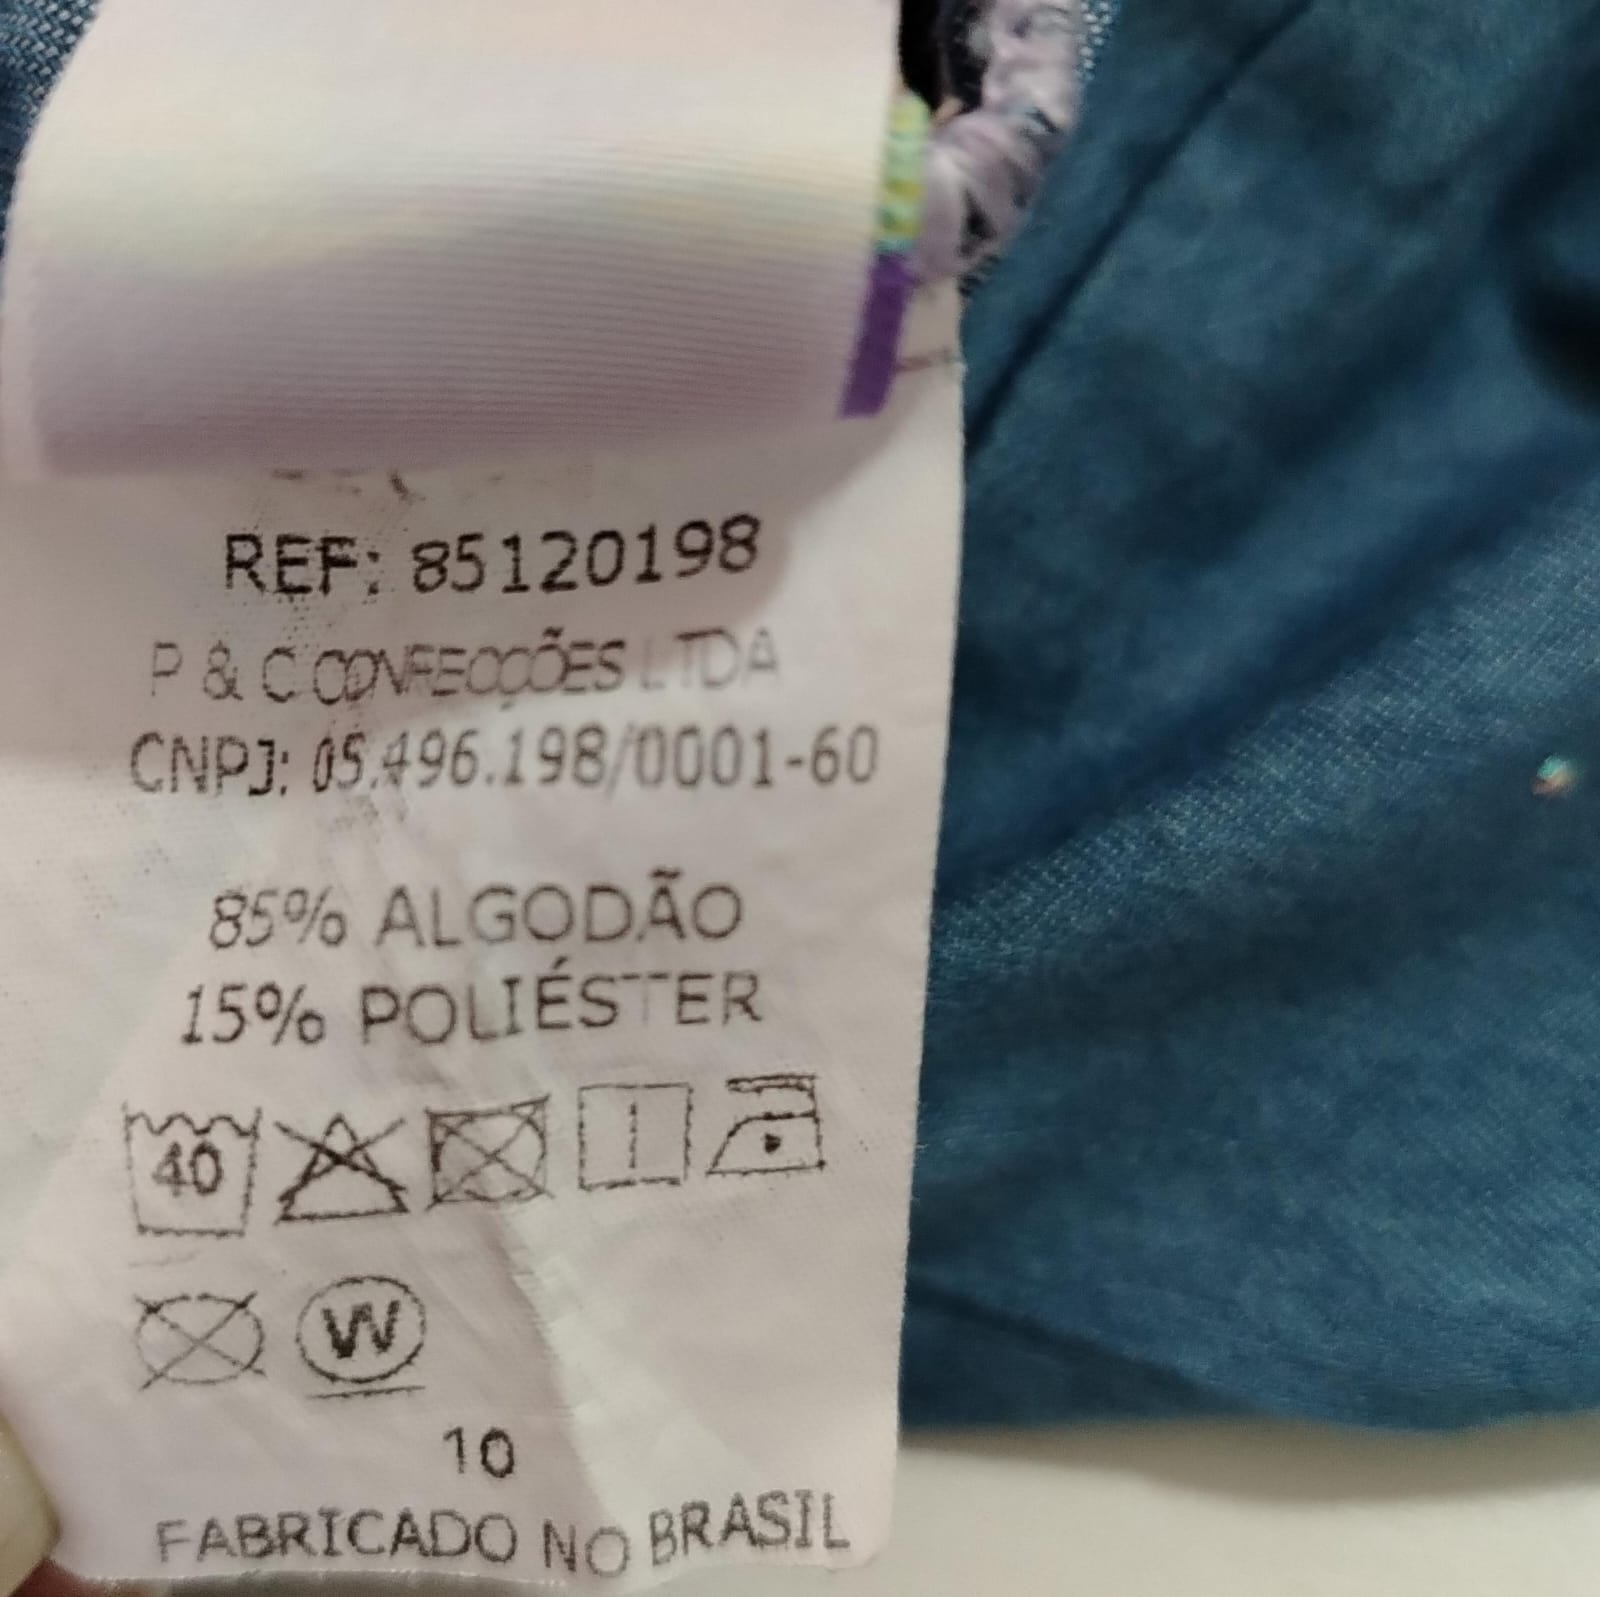 REF: 85120198
P & C CONFECÇÕES LTDA
CNPJ: 05.496.198/0001-60
85% ALGODÃO
15% POLIÉSTER
40
W
10
FABRICADO NO BRASIL